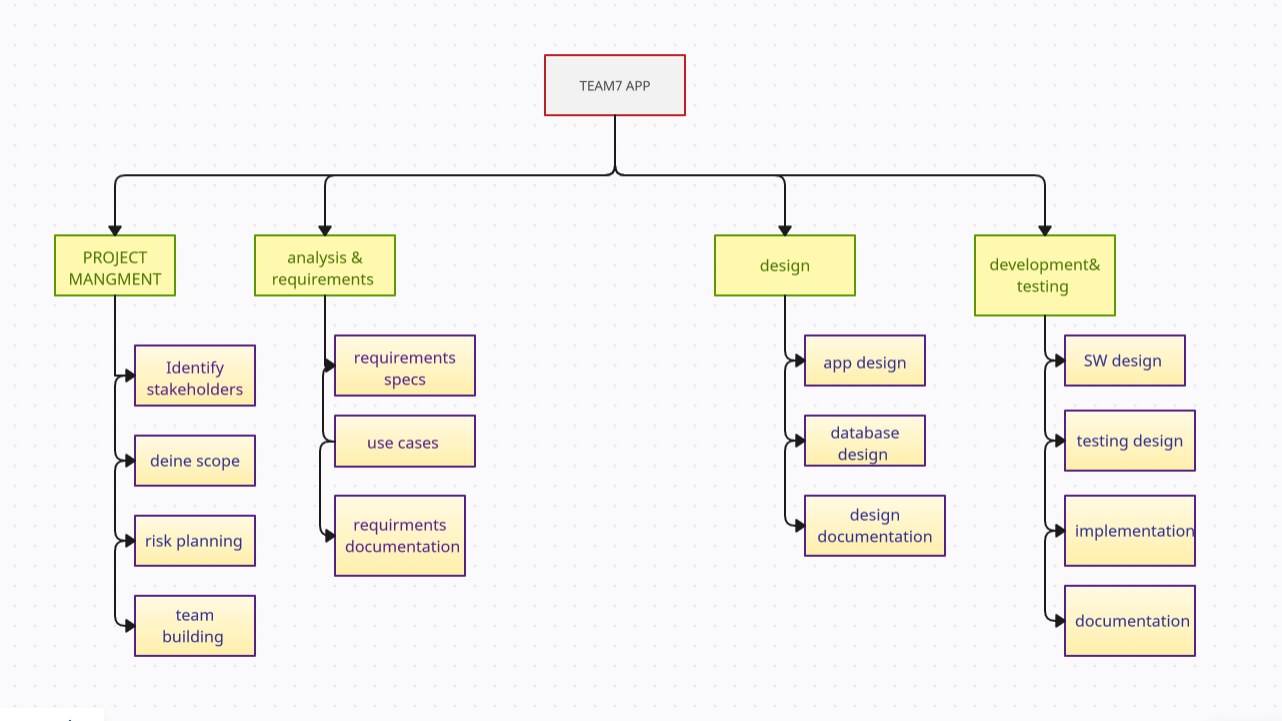 TEAM7 APP
PROJECT
MANGMENT
analysis &
requirements
design
development&
testing
Identify
stakeholders
deine scope
risk planning
team
building
requirements
specs
use cases
requirments
documentation
app design
database
design
design
documentation
SW design
testing design
implementation
documentation